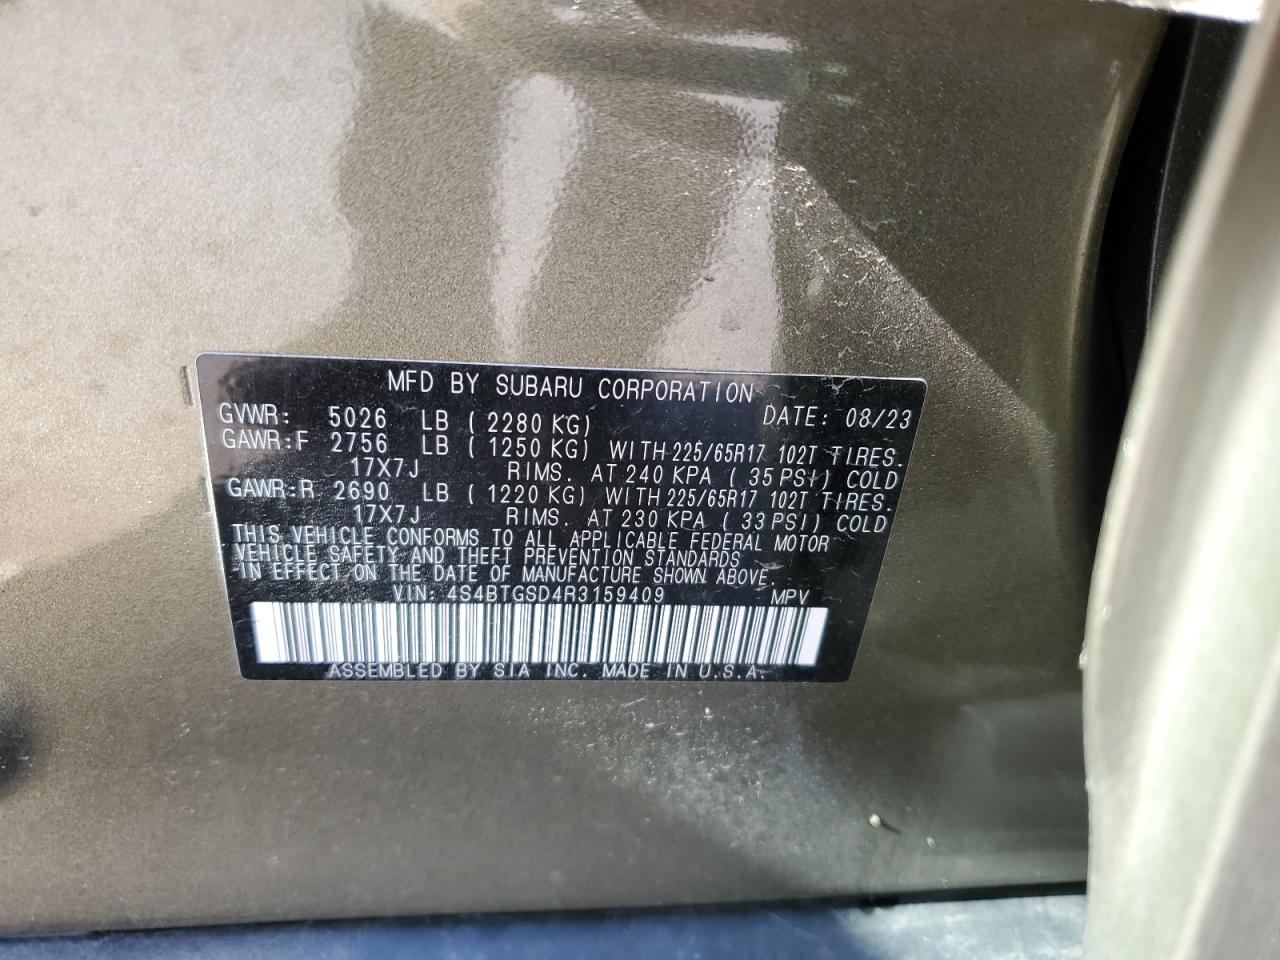 MFD BY SUBARU CORPORATION
GVWR: 5026 LB ( 2280 KG) DATE: 08/23
GAWR:F 2756 LB ( 1250 KG) WITH 225/65R17 102T TIRES.
17X7J RIMS. AT 240 KPA ( 35 PSI) COLD
GAWR:R 2690 LB ( 1220 KG) WITH 225/65R17 102T TIRES.
17X7J RIMS. AT 230 KPA ( 33 PSI) COLD
THIS VEHICLE CONFORMS TO ALL APPLICABLE FEDERAL MOTOR
VEHICLE SAFETY AND THEFT PREVENTION STANDARDS
IN EFFECT ON THE DATE OF MANUFACTURE SHOWN ABOVE.
VIN: 4S4BTGSD4R3159409 MPV
ASSEMBLED BY SIA INC. MADE IN U.S.A.